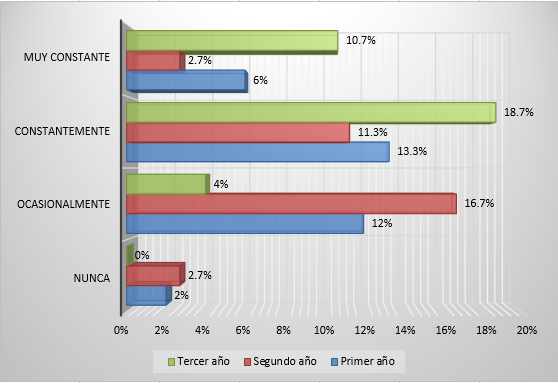 MUY CONSTANTE
10.7%
2.7%
6%
CONSTANTEMENTE
18.7%
11.3%
13.3%
OCASIONALMENTE
4%
16.7%
12%
NUNCA
0%
2.7%
2%
0% 2% 4% 6% 8% 10% 12% 14% 16% 18% 20%
Tercer año Segundo año Primer año